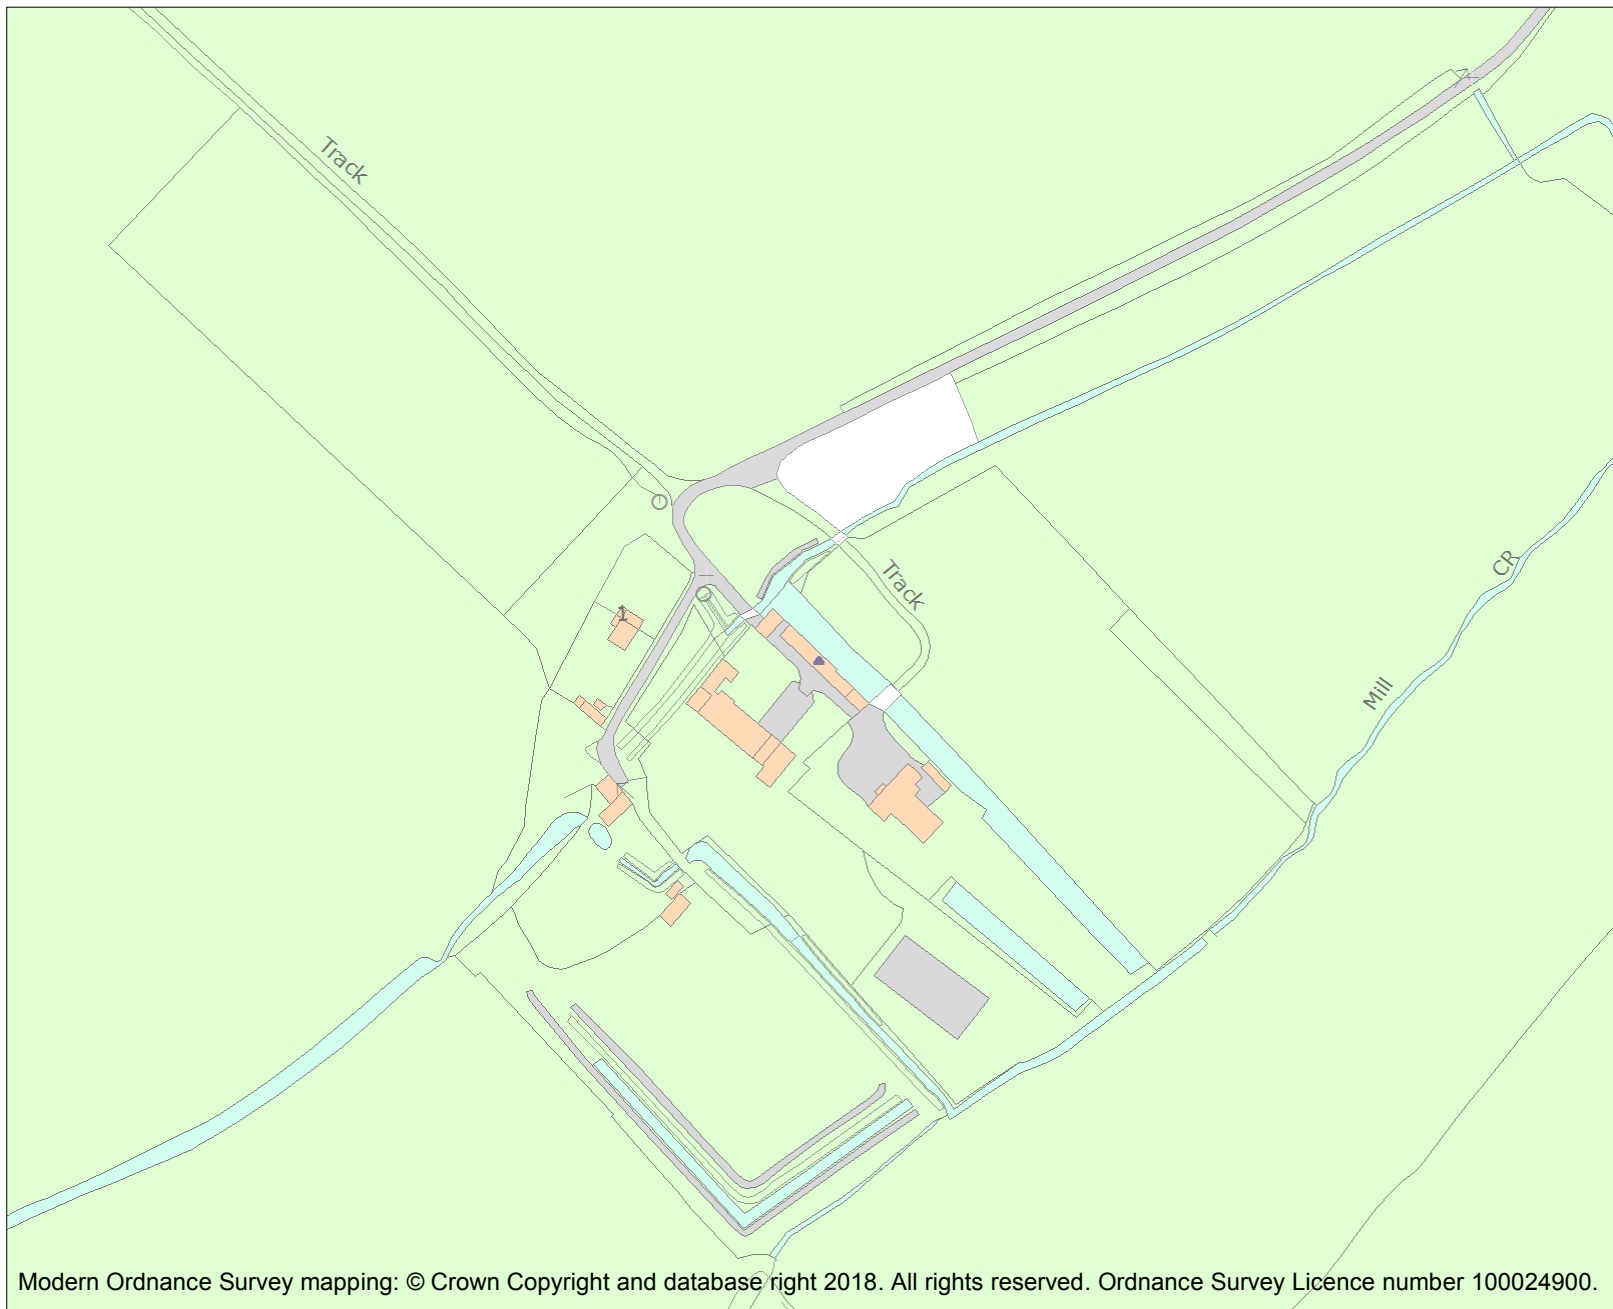 Track
Track
CR
Mill
1
Modern Ordnance Survey mapping: © Crown Copyright and database right 2018. All rights reserved. Ordnance Survey Licence number 100024900.